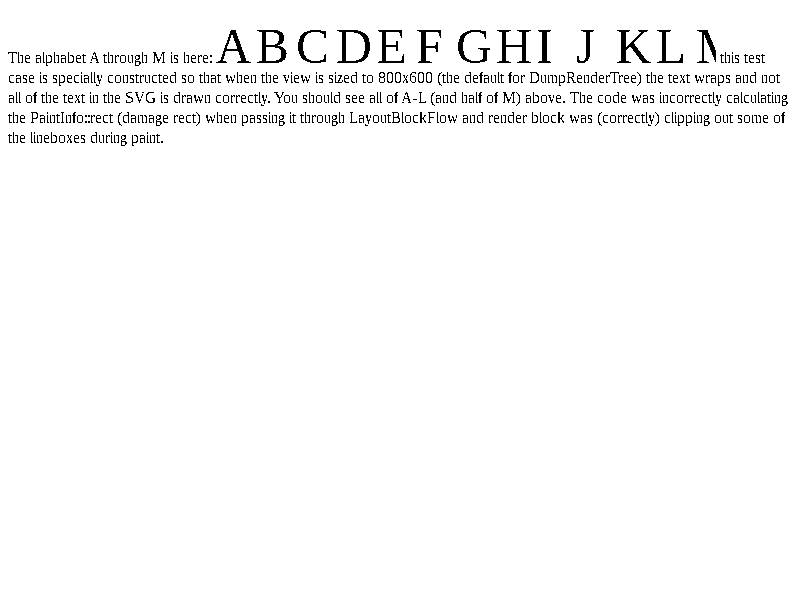 The alphabet A through M is here: A B C D E F G H I J K L M this test
case is specially constructed so that when the view is sized to 800x600 (the default for DumpRenderTree) the text wraps and not
all of the text in the SVG is drawn correctly. You should see all of A-L (and half of M) above. The code was incorrectly calculating
the PaintInfo::rect (damage rect) when passing it through LayoutBlockFlow and render block was (correctly) clipping out some of
the lineboxes during paint.